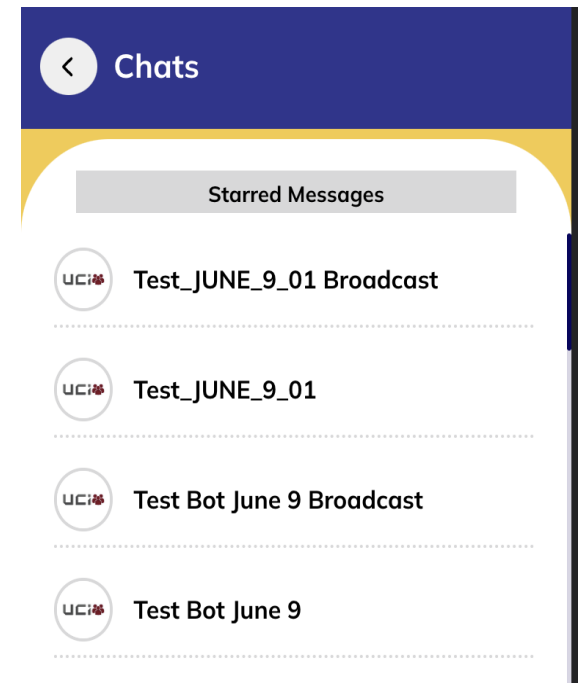 Chats
Starred Messages
UCi
Test_JUNE_9_01 Broadcast
UCi
Test_JUNE_9_01
UCi
Test Bot June 9 Broadcast
UCi
Test Bot June 9